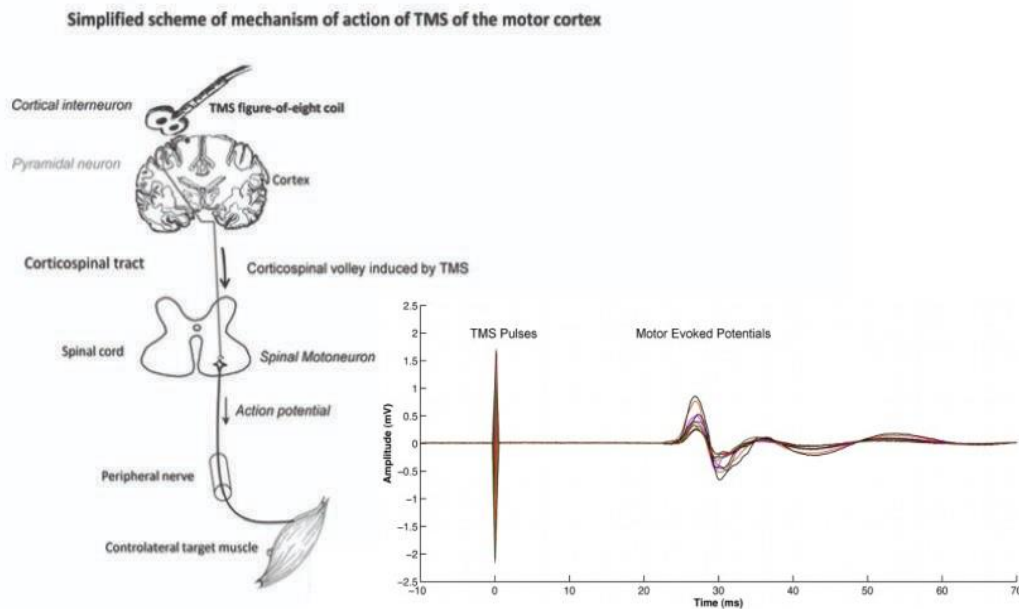 Simplified scheme of mechanism of action of TMS of the motor cortex
Cortical interneuron
TMS figure-of-eight coil
Pyramidal neuron
Cortex
Corticospinal tract
Corticospinal volley induced by TMS
Spinal cord
Spinal Motoneuron
Action potential
Peripheral nerve
Controlateral target muscle
TMS Pulses
Motor Evoked Potentials
Amplitude (mV)
2.5
2
1.5
1
0.5
0
−0.5
−1
−1.5
−2
−2.5
−10 0 10 20 30 40 50 60 70
Time (ms)